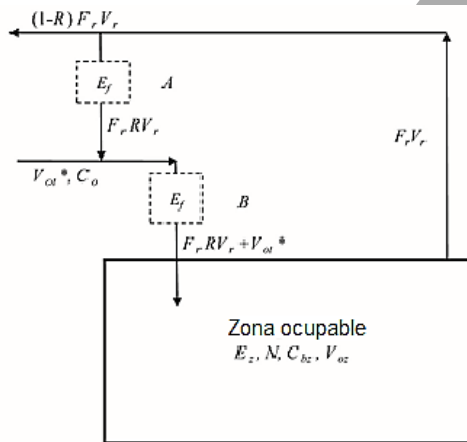 (1-R) F_r V_r
E_f A
F_r R V_r
F_r V_r
V_ot*, C_o
E_f B
F_r R V_r + V_ot*
Zona ocupable
E_z, N, C_bz, V_oz